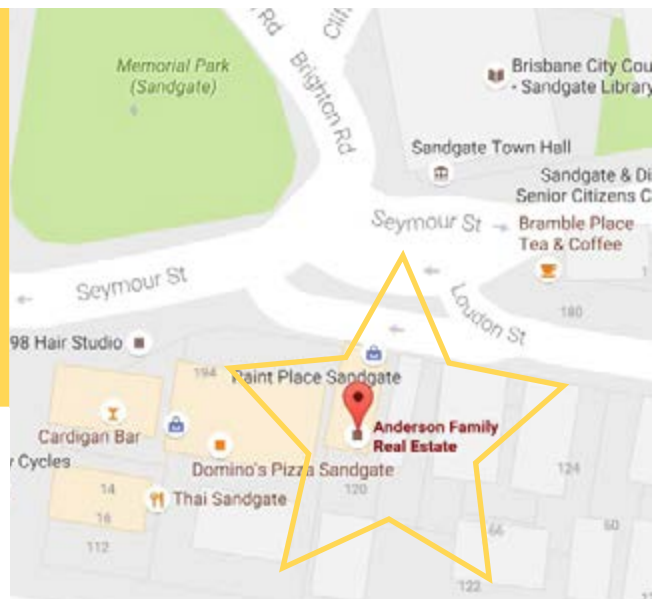 Rd
Clif
Memorial Park
(Sandgate)
Brighton Rd
Brisbane City Cou
- Sandgate Library
Sandgate Town Hall
Sandgate & Di
Senior Citizens C
Seymour St
Bramble Place
Tea & Coffee
Seymour St
Loudon St
180
98 Hair Studio
194
Paint Place Sandgate
Cardigan Bar
Anderson Family
Real Estate
Cycles
Domino's Pizza Sandgate
124
14
Thai Sandgate
120
16
66
60
112
122